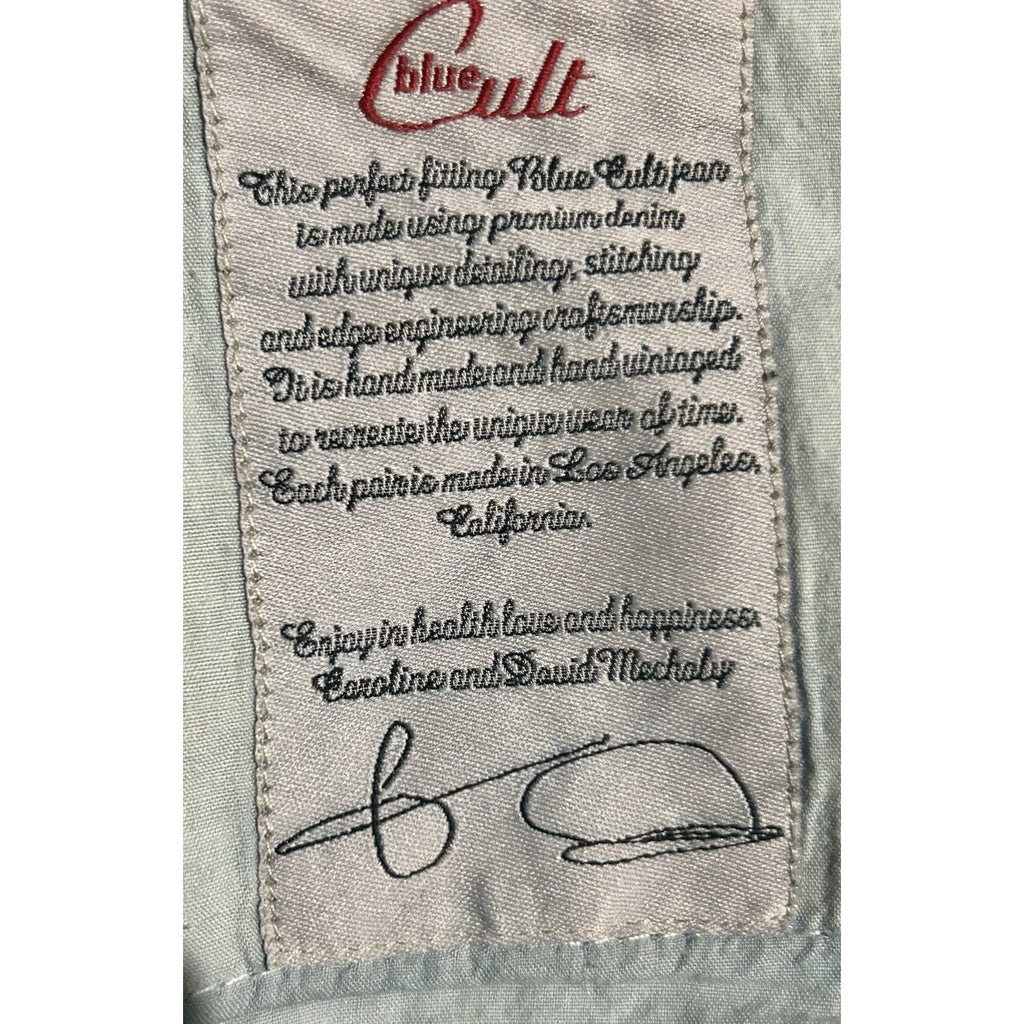 blue Cult
This perfect fitting Blue Cult jean
is made using premium denim
with unique detailing, stitching
and edge engineering craftsmanship.
It is hand made and hand vintaged
to recreate the unique wear of time.
Each pair is made in Los Angeles,
California.
Enjoy in health love and happiness.
Caroline and David Mechaly